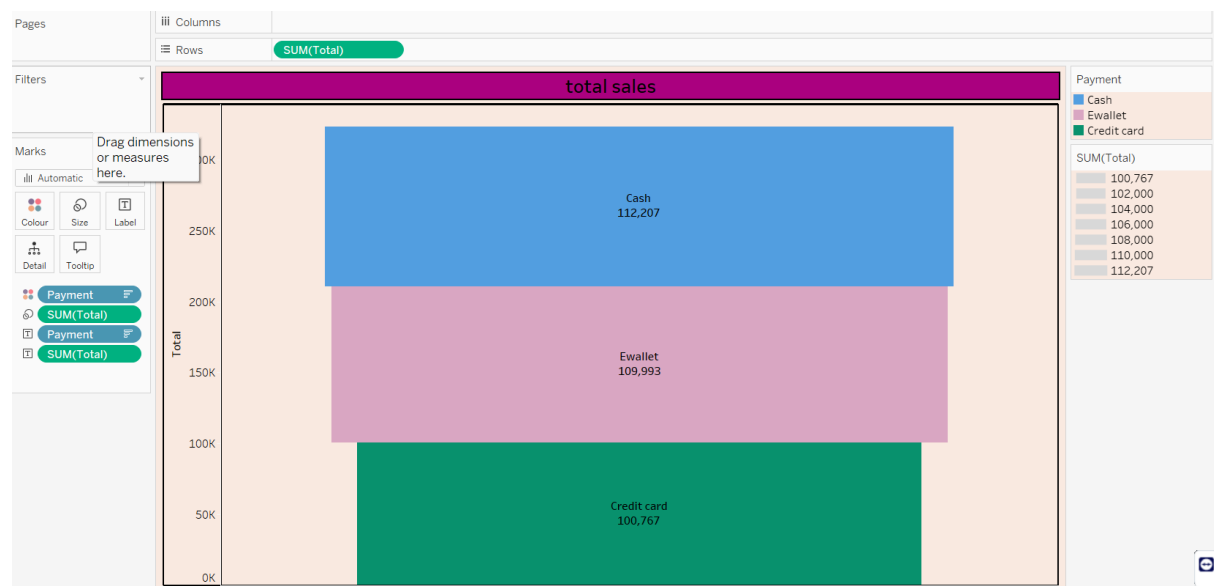 Pages
Columns
Rows
SUM(Total)
Filters
Drag dimensions
or measures
here.
Marks
Automatic
Colour
Size
Label
Detail
Tooltip
Payment
SUM(Total)
Payment
SUM(Total)
total sales
Total
250K
200K
150K
100K
50K
0K
Cash
112,207
Ewallet
109,993
Credit card
100,767
Payment
Cash
Ewallet
Credit card
SUM(Total)
100,767
102,000
104,000
106,000
108,000
110,000
112,207